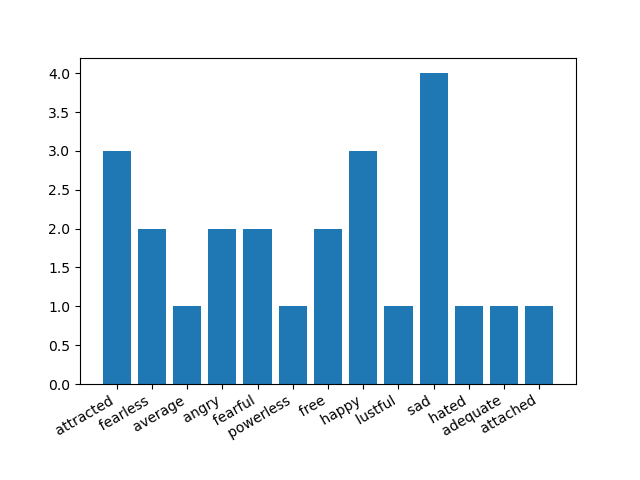 4.0
3.5
3.0
2.5
2.0
1.5
1.0
0.5
0.0
attracted
fearless
average
angry
fearful
powerless
free
happy
lustful
sad
hated
adequate
attached